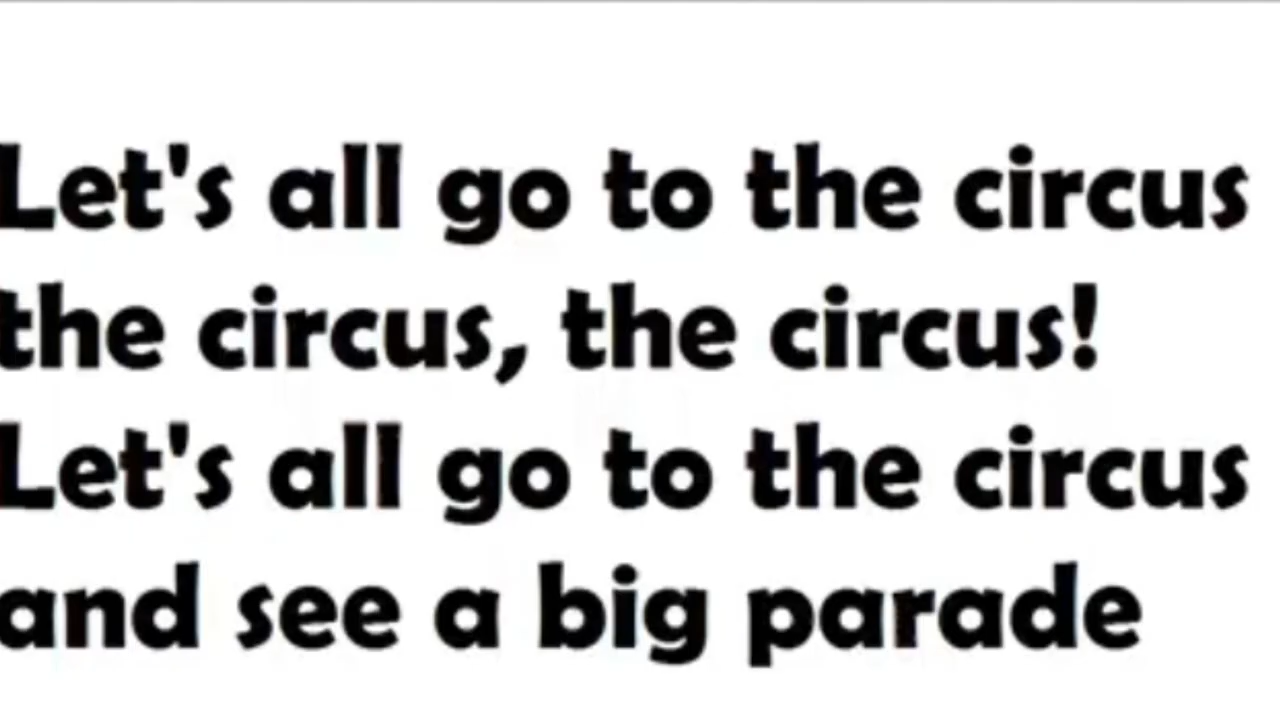 Let's all go to the circus
the circus, the circus!
Let's all go to the circus
and see a big parade